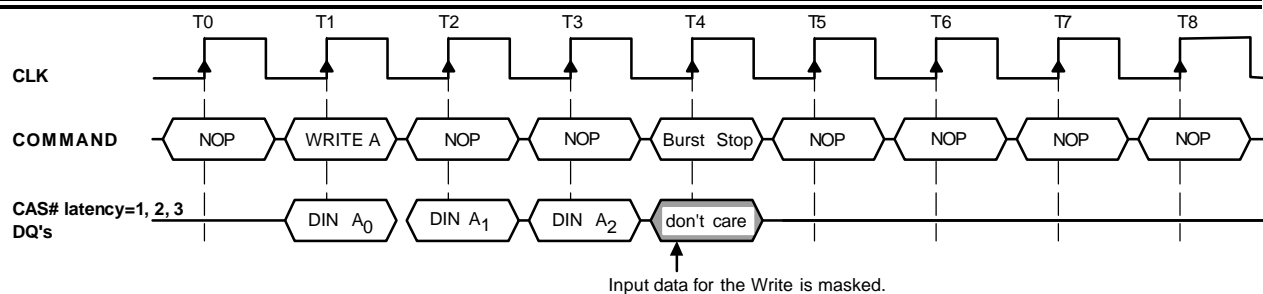 T0 T1 T2 T3 T4 T5 T6 T7 T8
CLK
COMMAND NOP WRITE A NOP NOP Burst Stop NOP NOP NOP NOP
CAS# latency=1, 2, 3
DQ's DIN A0 DIN A1 DIN A2 don't care
Input data for the Write is masked.